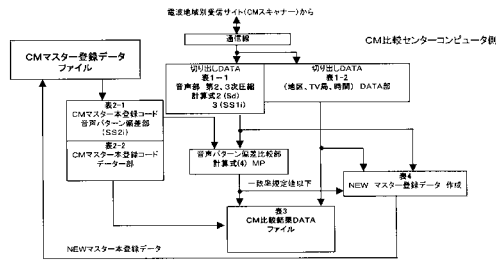 電波地域別受信サイト(CMスキャナー)から
通信線
CM比較センターコンピュータ側
CMマスター登録データ
ファイル
切り出しDATA
表1-1
音声部 第2、3次圧縮
計算式2 (Sd)
3 (SS1i)
切り出しDATA
表1-2
(地区、TV局、時間) DATA部
表2-1
CMマスター本登録コード
音声パターン偏差部
(SS2i)
表2-2
CMマスター本登録コード
データー部
音声パターン偏差比較部
計算式(4) MP
一致率規定値以下
表4
NEW マスター登録データ 作成
表3
CM比較結果DATA
ファイル
NEWマスター本登録データ